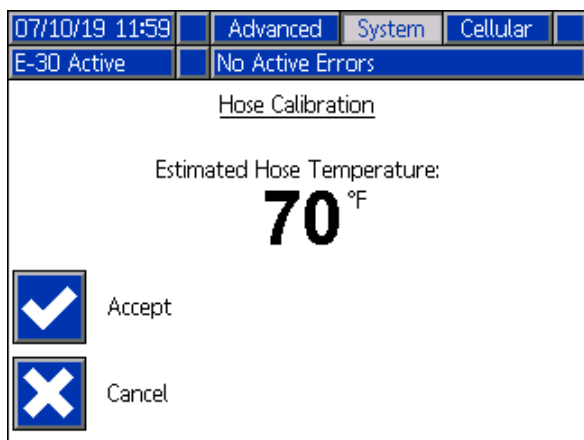 07/10/19 11:59 Advanced System Cellular
E-30 Active No Active Errors
Hose Calibration
Estimated Hose Temperature:
70 °F
Accept
Cancel